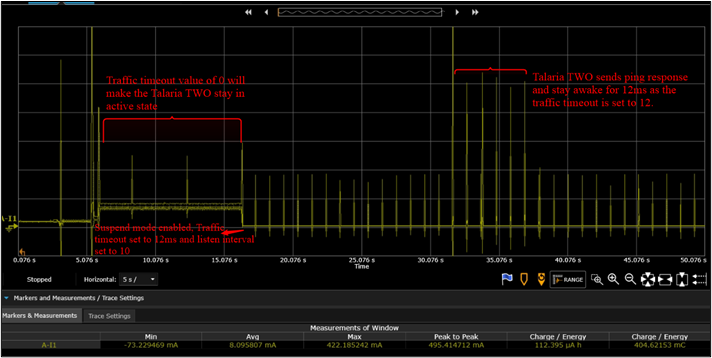 Traffic timeout value of 0 will
make the Talaria TWO stay in
active state
Talaria TWO sends ping response
and stay awake for 12ms as the
traffic timeout is set to 12.
A-I1
Suspend mode enabled, Traffic
timeout set to 12ms and listen interval
set to 10
0.076 s 5.076 s 10.076 s 15.076 s 20.076 s 25.076 s 30.076 s 35.076 s 40.076 s 45.076 s 50.076 s
Time
Stopped Horizontal: 5 s / RANGE
Markers and Measurements / Trace Settings
Markers & Measurements Trace Settings
Measurements of Window
Min Avg Max Peak to Peak Charge / Energy Charge / Energy
A-I1 -73.229469 mA 8.095807 mA 422.185242 mA 495.414712 mA 112.395 µA h 404.62153 mC